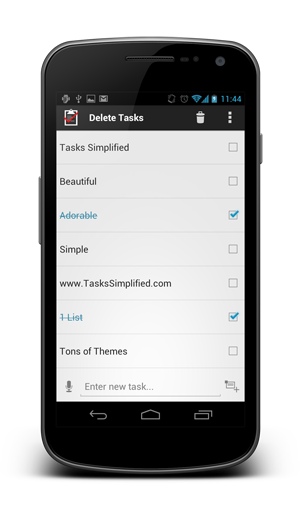 11:44
Delete Tasks
Tasks Simplified
Beautiful
Adorable
Simple
www.TasksSimplified.com
1 List
Tons of Themes
Enter new task...